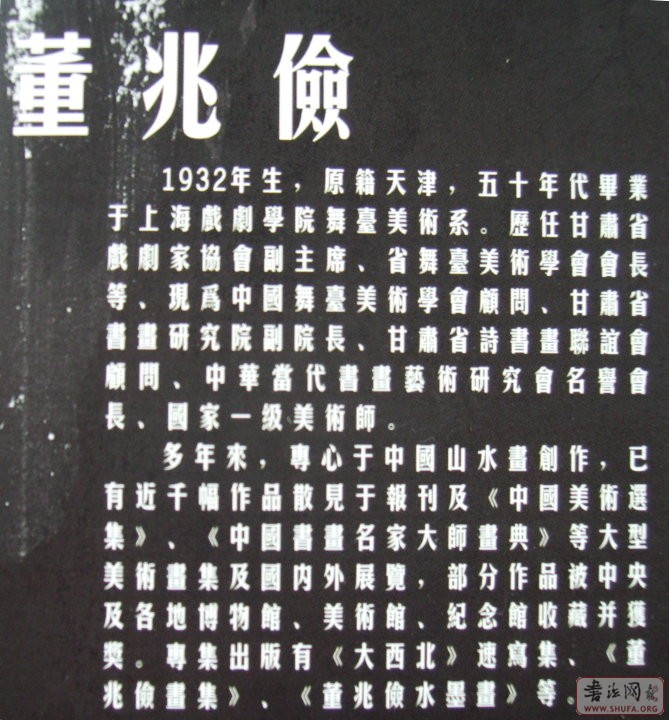 董兆儉
1932年生，原籍天津，五十年代畢業
于上海戲劇學院舞臺美術系。歷任甘肅省
戲劇家協會副主席、省舞臺美術學會會長
等、現爲中國舞臺美術學會顧問、甘肅省
書畫研究院副院長、甘肅省詩書畫聯誼會
顧問、中華當代書畫藝術研究會名譽會
長、國家一级美術師。
多年來，專心于中國山水畫創作，已
有近千幅作品散見于報刊及《中國美術選
集》、《中國書畫名家大師畫典》等大型
美術畫集及國内外展覽，部分作品被中央
及各地博物館、美術館、紀念館收藏并獲
獎。專集出版有《大西北》速寫集、《董
兆儉畫集》、《董兆儉水墨畫》等。
書法网
WWW.SHUFA.ORG